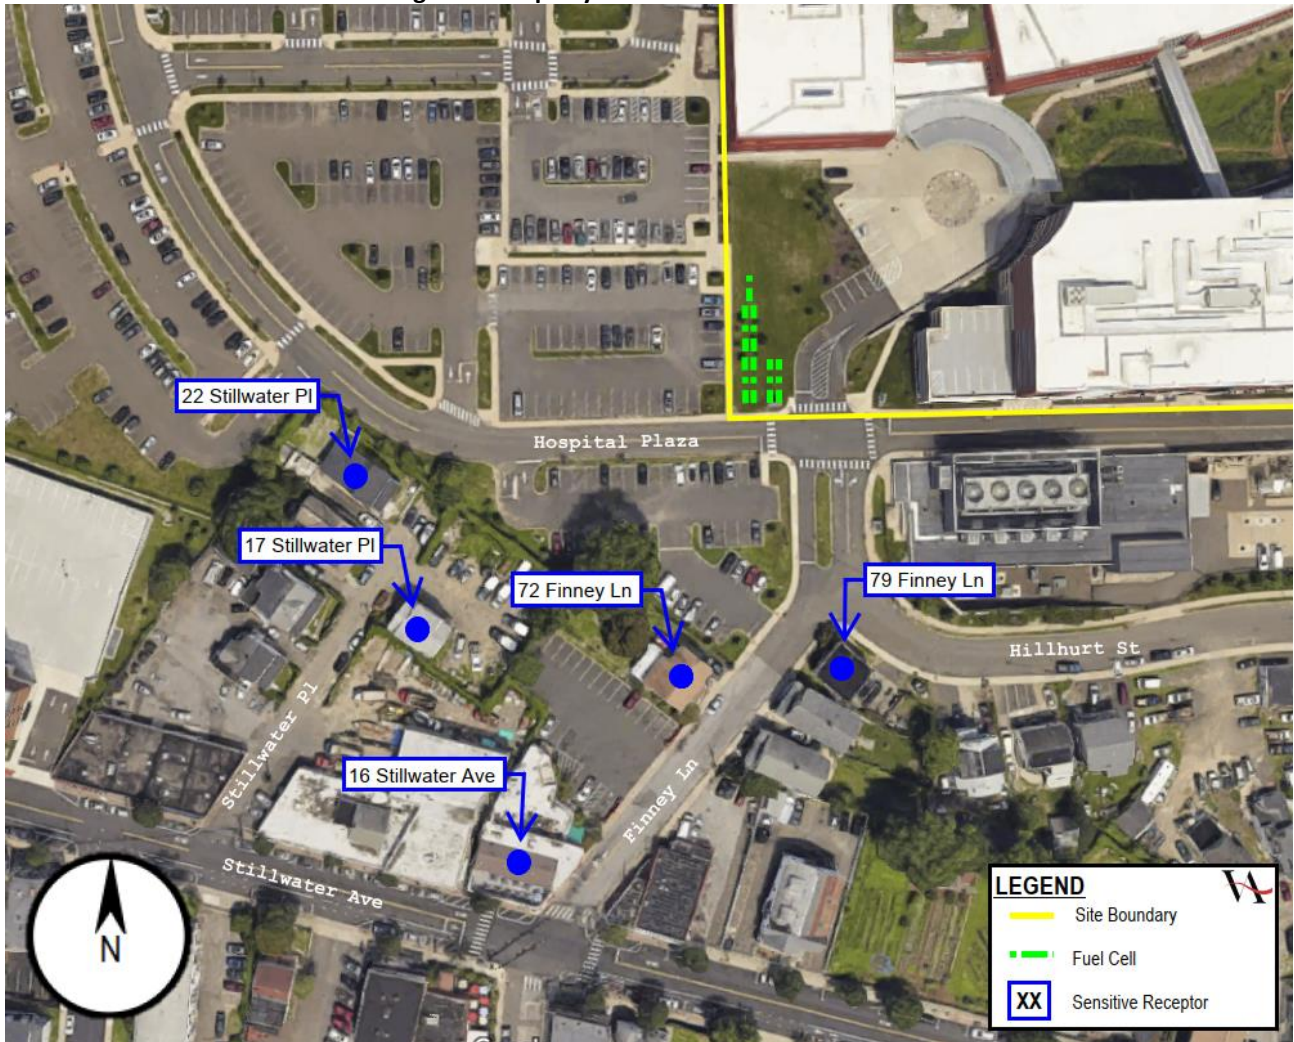 22 Stillwater Pl
Hospital Plaza
17 Stillwater Pl
72 Finney Ln
79 Finney Ln
Hillhurt St
Stillwater Pl
16 Stillwater Ave
Finney Ln
Stillwater Ave
N
LEGEND
VA
Site Boundary
Fuel Cell
XX Sensitive Receptor